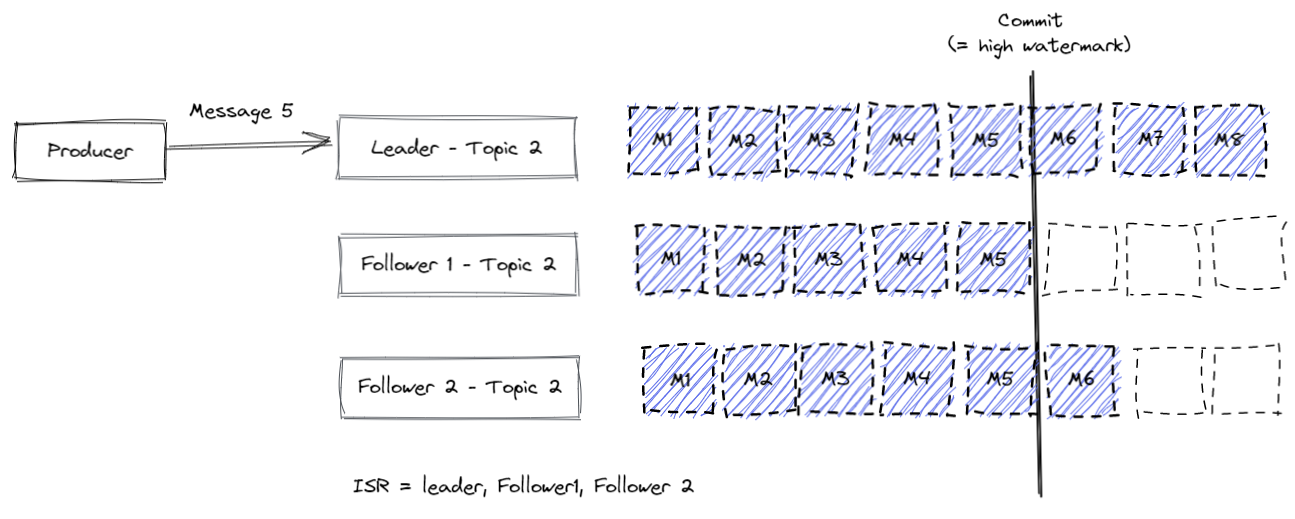 Commit
(= high watermark)
Message 5
Producer
Leader - Topic 2
M1 M2 M3 M4 M5 M6 M7 M8
Follower 1 - Topic 2
M1 M2 M3 M4 M5
Follower 2 - Topic 2
M1 M2 M3 M4 M5 M6
ISR = leader, Follower1, Follower 2